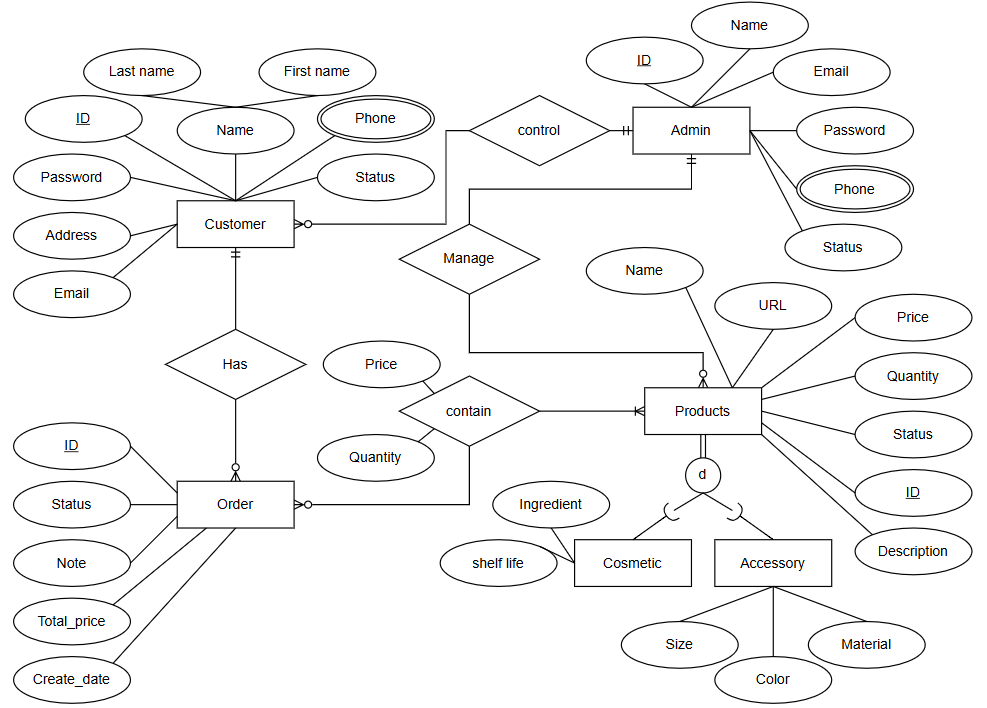 Name
ID
Last name
First name
Email
ID
Phone
Name
control
Admin
Password
Password
Status
Phone
Address
Customer
Status
Email
Manage
Name
URL
Price
Has
Price
Quantity
contain
Products
Quantity
Status
ID
d
ID
Status
Order
Ingredient
Description
Note
shelf life
Cosmetic
Accessory
Total_price
Size
Material
Create_date
Color